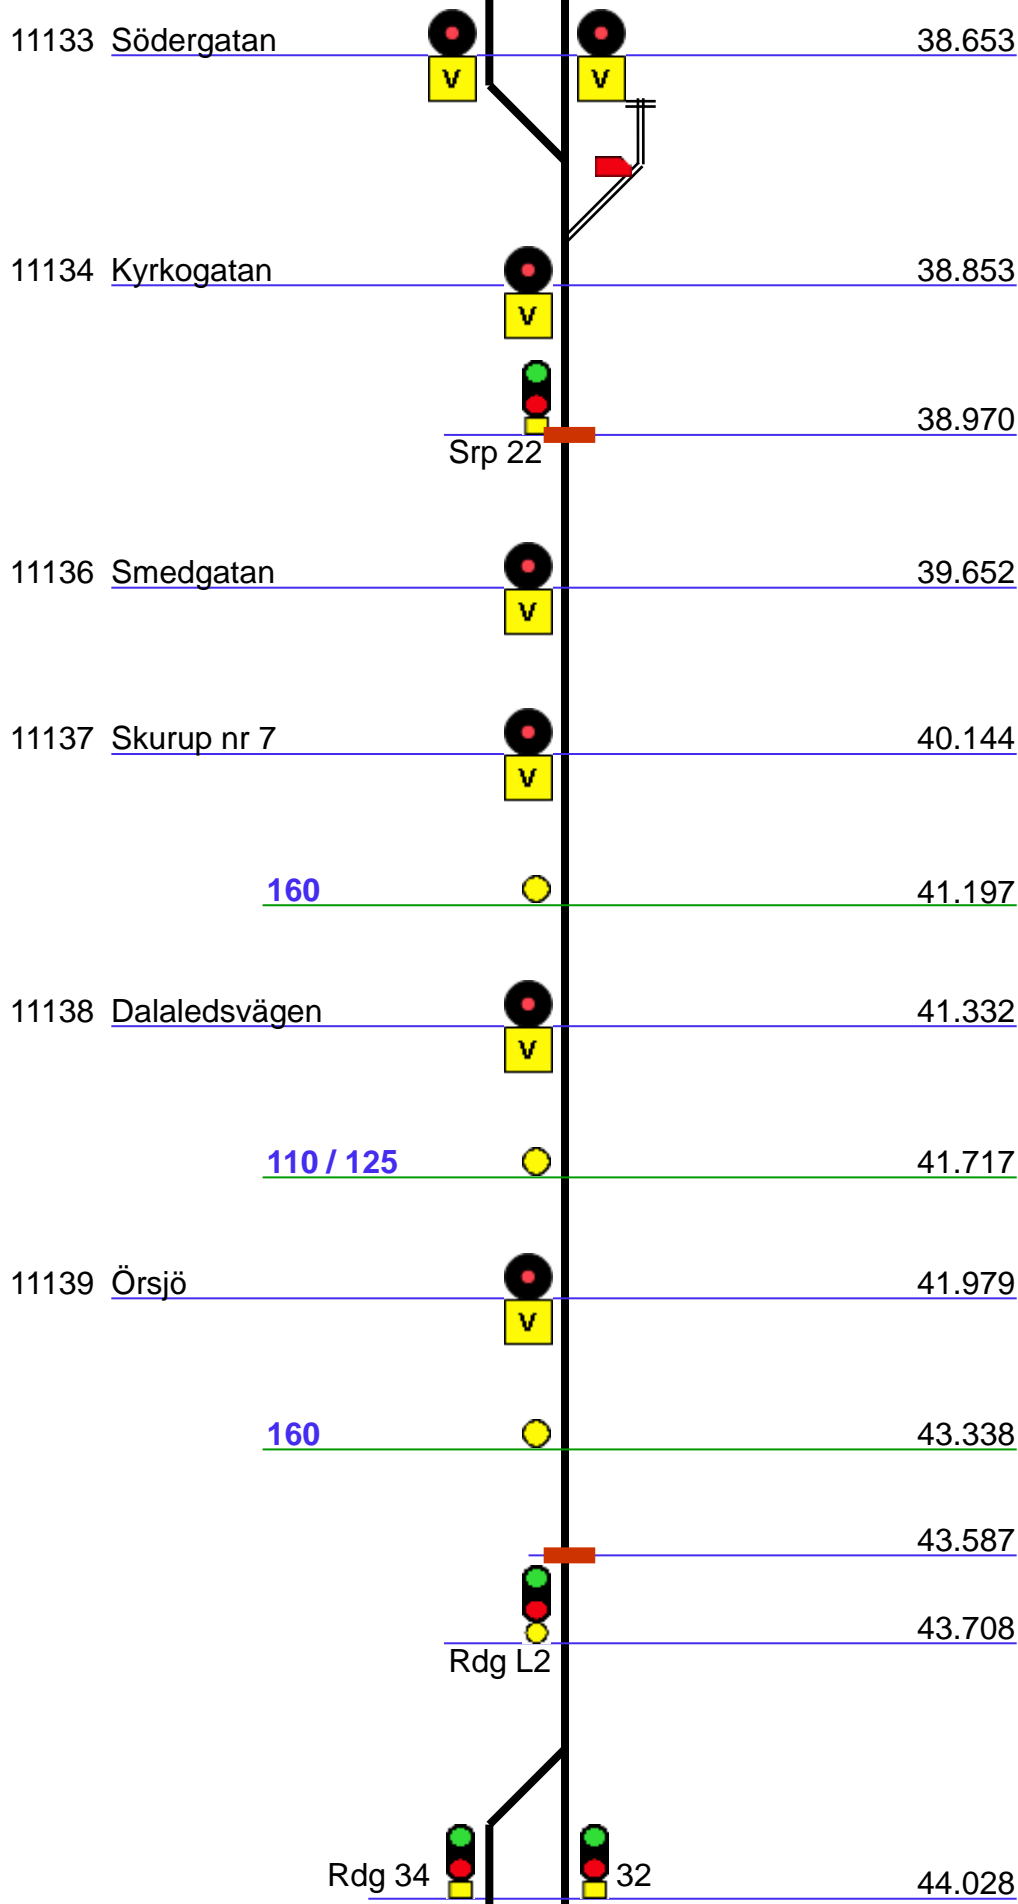 11133 Södergatan 38.653
V V
11134 Kyrkogatan 38.853
V
38.970
Srp 22
11136 Smedgatan 39.652
V
11137 Skurup nr 7 40.144
V
160 41.197
11138 Dalaledsvägen 41.332
V
110 / 125 41.717
11139 Örsjö 41.979
V
160 43.338
43.587
43.708
Rdg L2
Rdg 34 32 44.028